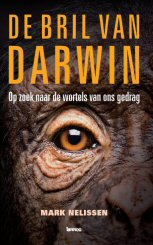 DE BRIL VAN
DARWIN
Op zoek naar de wortels van ons gedrag
MARK NELISSEN
lannoo